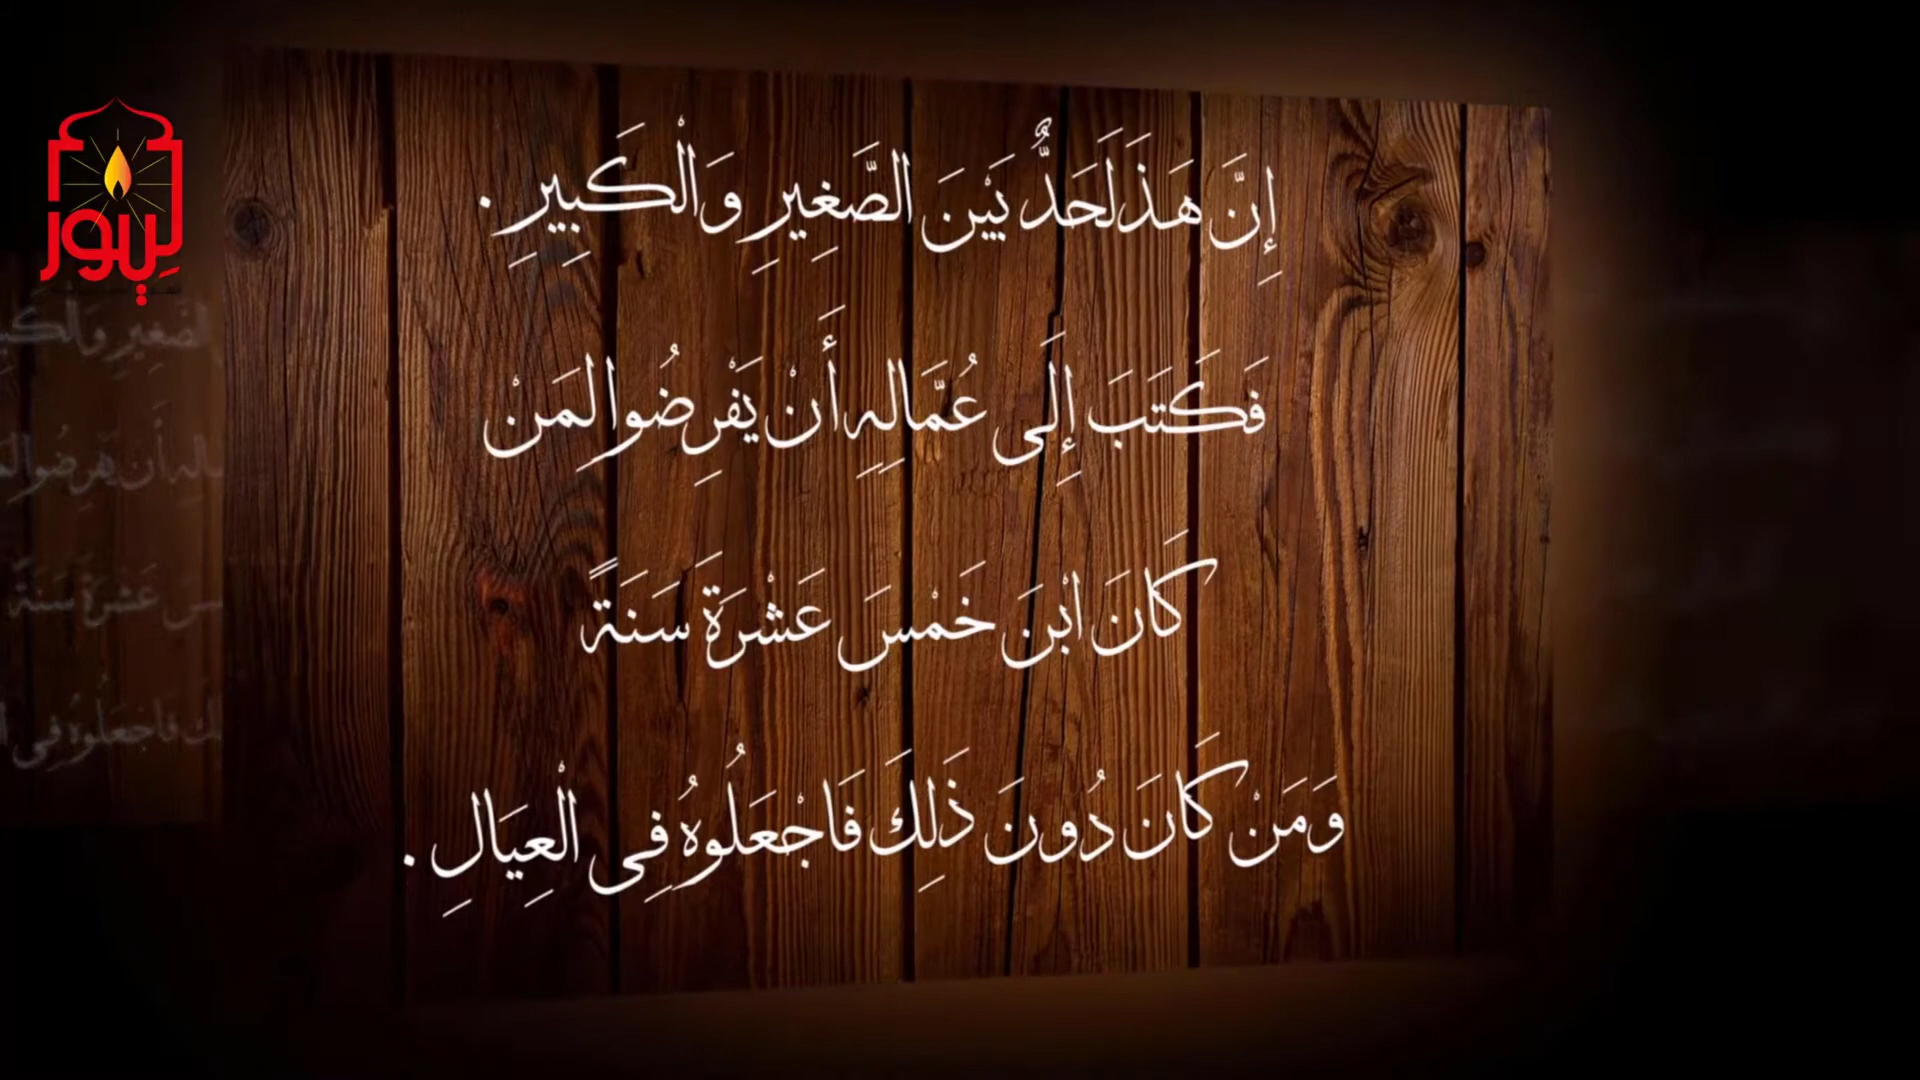 إِنَّ هَذَ لَحَدٌّ بَيْنَ الصَّغِيرِ وَالْكَبِيرِ .
فَكَتَبَ إِلَى عُمَّالِهِ أَنْ يَفْرِضُوا لِمَنْ
كَانَ ابْنَ خَمْسَ عَشْرَةَ سَنَةً
وَمَنْ كَانَ دُونَ ذَلِكَ فَاجْعَلُوهُ فِى الْعِيَالِ .